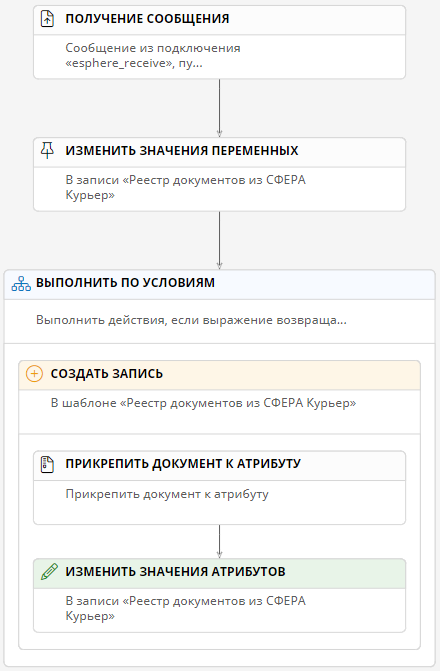 ПОЛУЧЕНИЕ СООБЩЕНИЯ
Сообщение из подключения
«esphere_receive», пу...
ИЗМЕНИТЬ ЗНАЧЕНИЯ ПЕРЕМЕННЫХ
В записи «Реестр документов из СФЕРА
Курьер»
ВЫПОЛНИТЬ ПО УСЛОВИЯМ
Выполнить действия, если выражение возвраща...
СОЗДАТЬ ЗАПИСЬ
В шаблоне «Реестр документов из СФЕРА Курьер»
ПРИКРЕПИТЬ ДОКУМЕНТ К АТРИБУТУ
Прикрепить документ к атрибуту
ИЗМЕНИТЬ ЗНАЧЕНИЯ АТРИБУТОВ
В записи «Реестр документов из СФЕРА
Курьер»